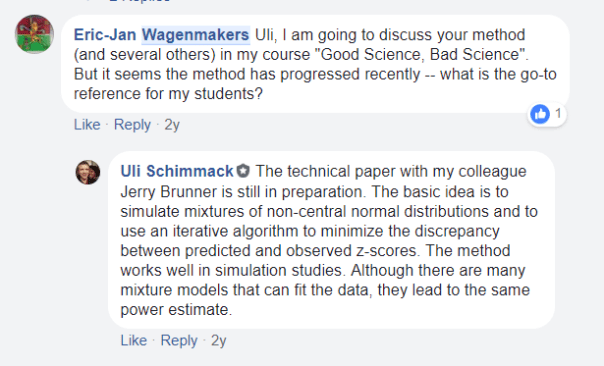 Eric-Jan Wagenmakers Uli, I am going to discuss your method
(and several others) in my course "Good Science, Bad Science".
But it seems the method has progressed recently -- what is the go-to
reference for my students?
1
Like · Reply · 2y
Uli Schimmack The technical paper with my colleague
Jerry Brunner is still in preparation. The basic idea is to
simulate mixtures of non-central normal distributions and to
use an iterative algorithm to minimize the discrepancy
between predicted and observed z-scores. The method
works well in simulation studies. Although there are many
mixture models that can fit the data, they lead to the same
power estimate.
Like · Reply · 2y